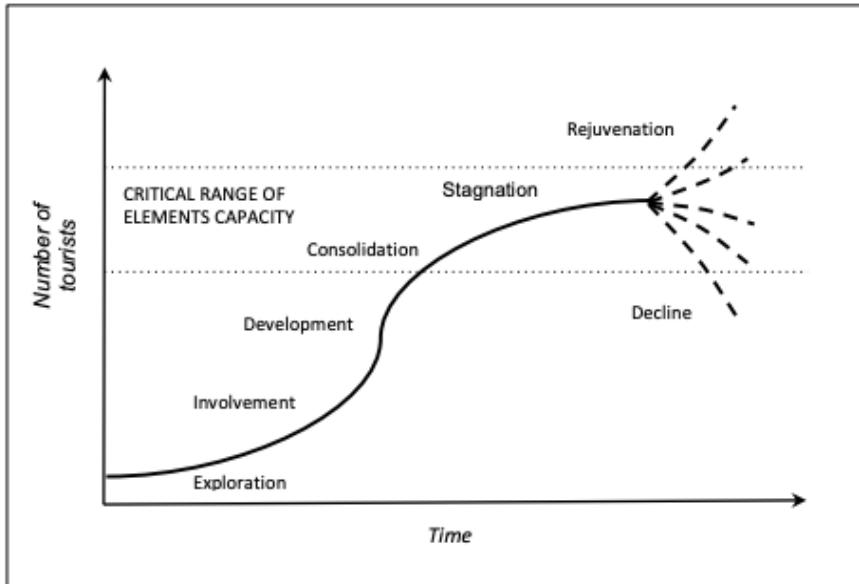 Rejuvenation
CRITICAL RANGE OF
ELEMENTS CAPACITY
Stagnation
Consolidation
Number of
tourists
Development
Decline
Involvement
Exploration
Time